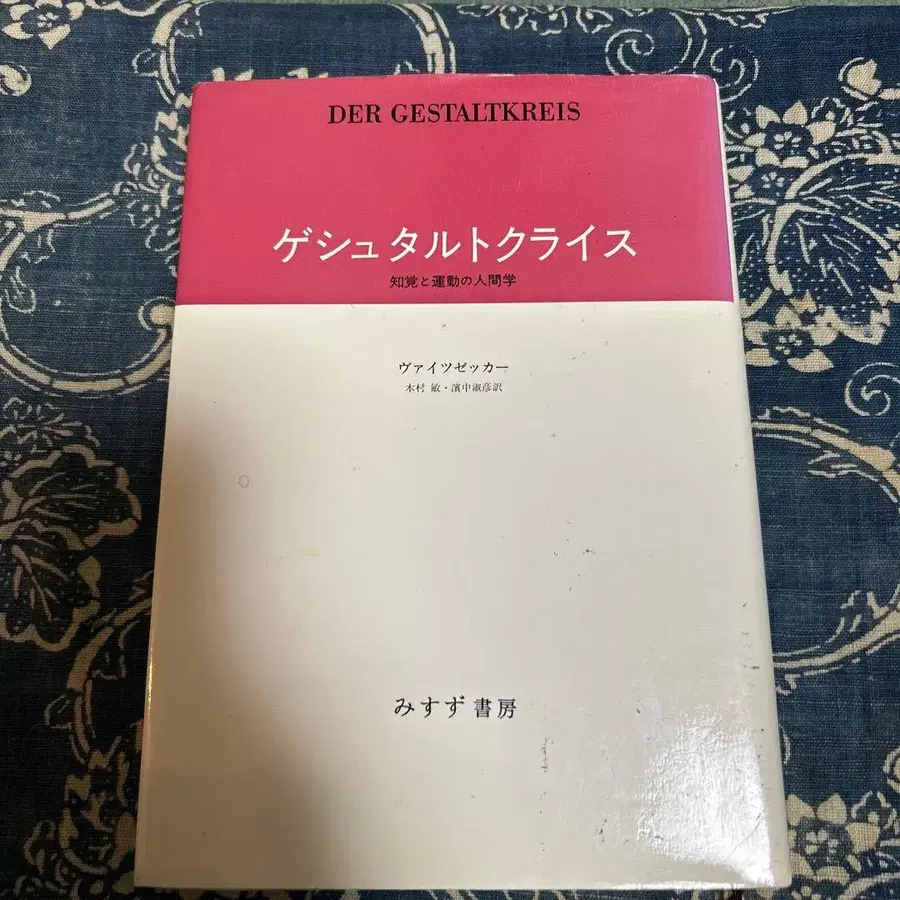 DER GESTALTKREIS
ゲシュタルトクライス
知覚と運動の人間学
ヴァイツゼッカー
木村 敏・濱中淑彦訳
みすず書房